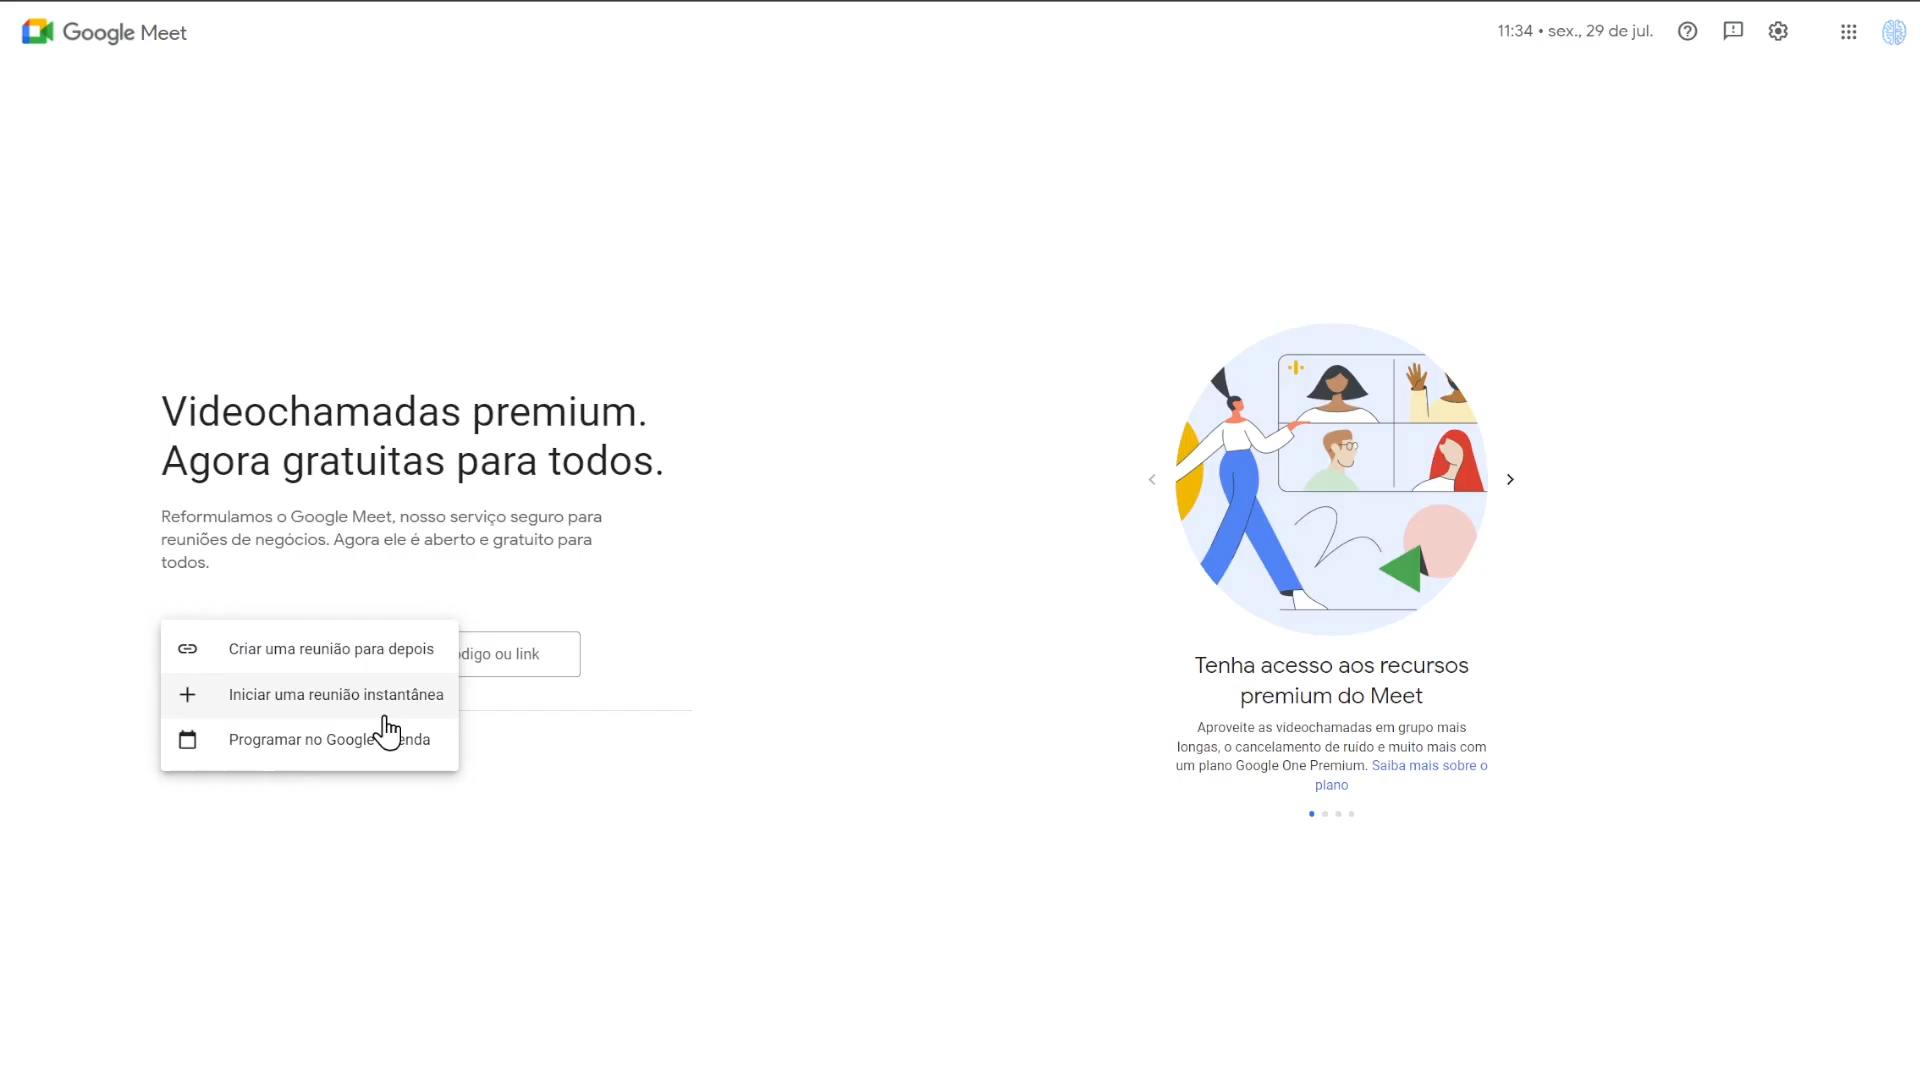 Google Meet
11:34 • sex., 29 de jul.
Videochamadas premium.
Agora gratuitas para todos.
Reformulamos o Google Meet, nosso serviço seguro para
reuniões de negócios. Agora ele é aberto e gratuito para
todos.
Criar uma reunião para depois
ódigo ou link
Iniciar uma reunião instantânea
Programar no Google enda
Tenha acesso aos recursos
premium do Meet
Aproveite as videochamadas em grupo mais
longas, o cancelamento de ruído e muito mais com
um plano Google One Premium. Saiba mais sobre o
plano